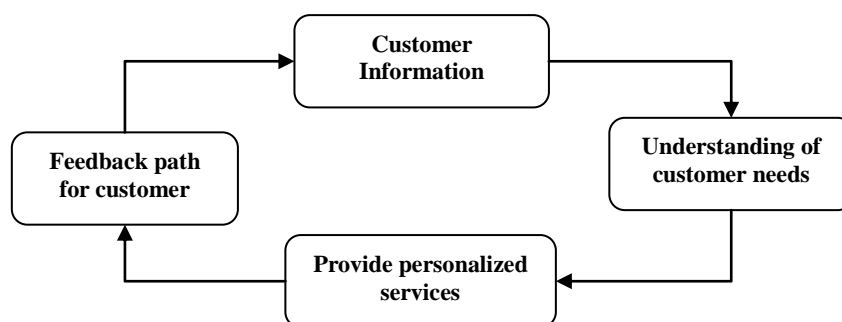 Customer
Information
Understanding of
customer needs
Provide personalized
services
Feedback path
for customer